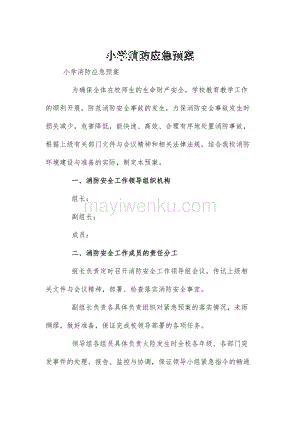 小学消防应急预案
小学消防应急预案
为确保全体在校师生的生命财产安全，学校教育教学工作
的顺利开展，防范消防安全事故的发生，力保消防安全事故发生时
损失减少，危害降低，能快速、高效、合理有序地处置消防事故，
根据上级有关部门文件与会议精神和相关法律法规，结合我校消防
环境建设与准备的实际，制定本预案。
一、消防安全工作领导组织机构
组长：
mayiwenku.com
副组长：
成员：
二、消防安全工作成员的责任分工
组长负责定时召开消防安全工作领导组会议，传达上级相
关文件与会议精神，部署、检查落实消防安全事宜。
副组长负责各具体负责组织对紧急预案的落实情况，未雨
绸缪，做好准备，保证完成校领导部署的各项任务。
领导组各组员具体负责火险发生时全校各年级、各部门突
发事件的处理、报告、监控与协调，保证领导小组紧急指令的畅通